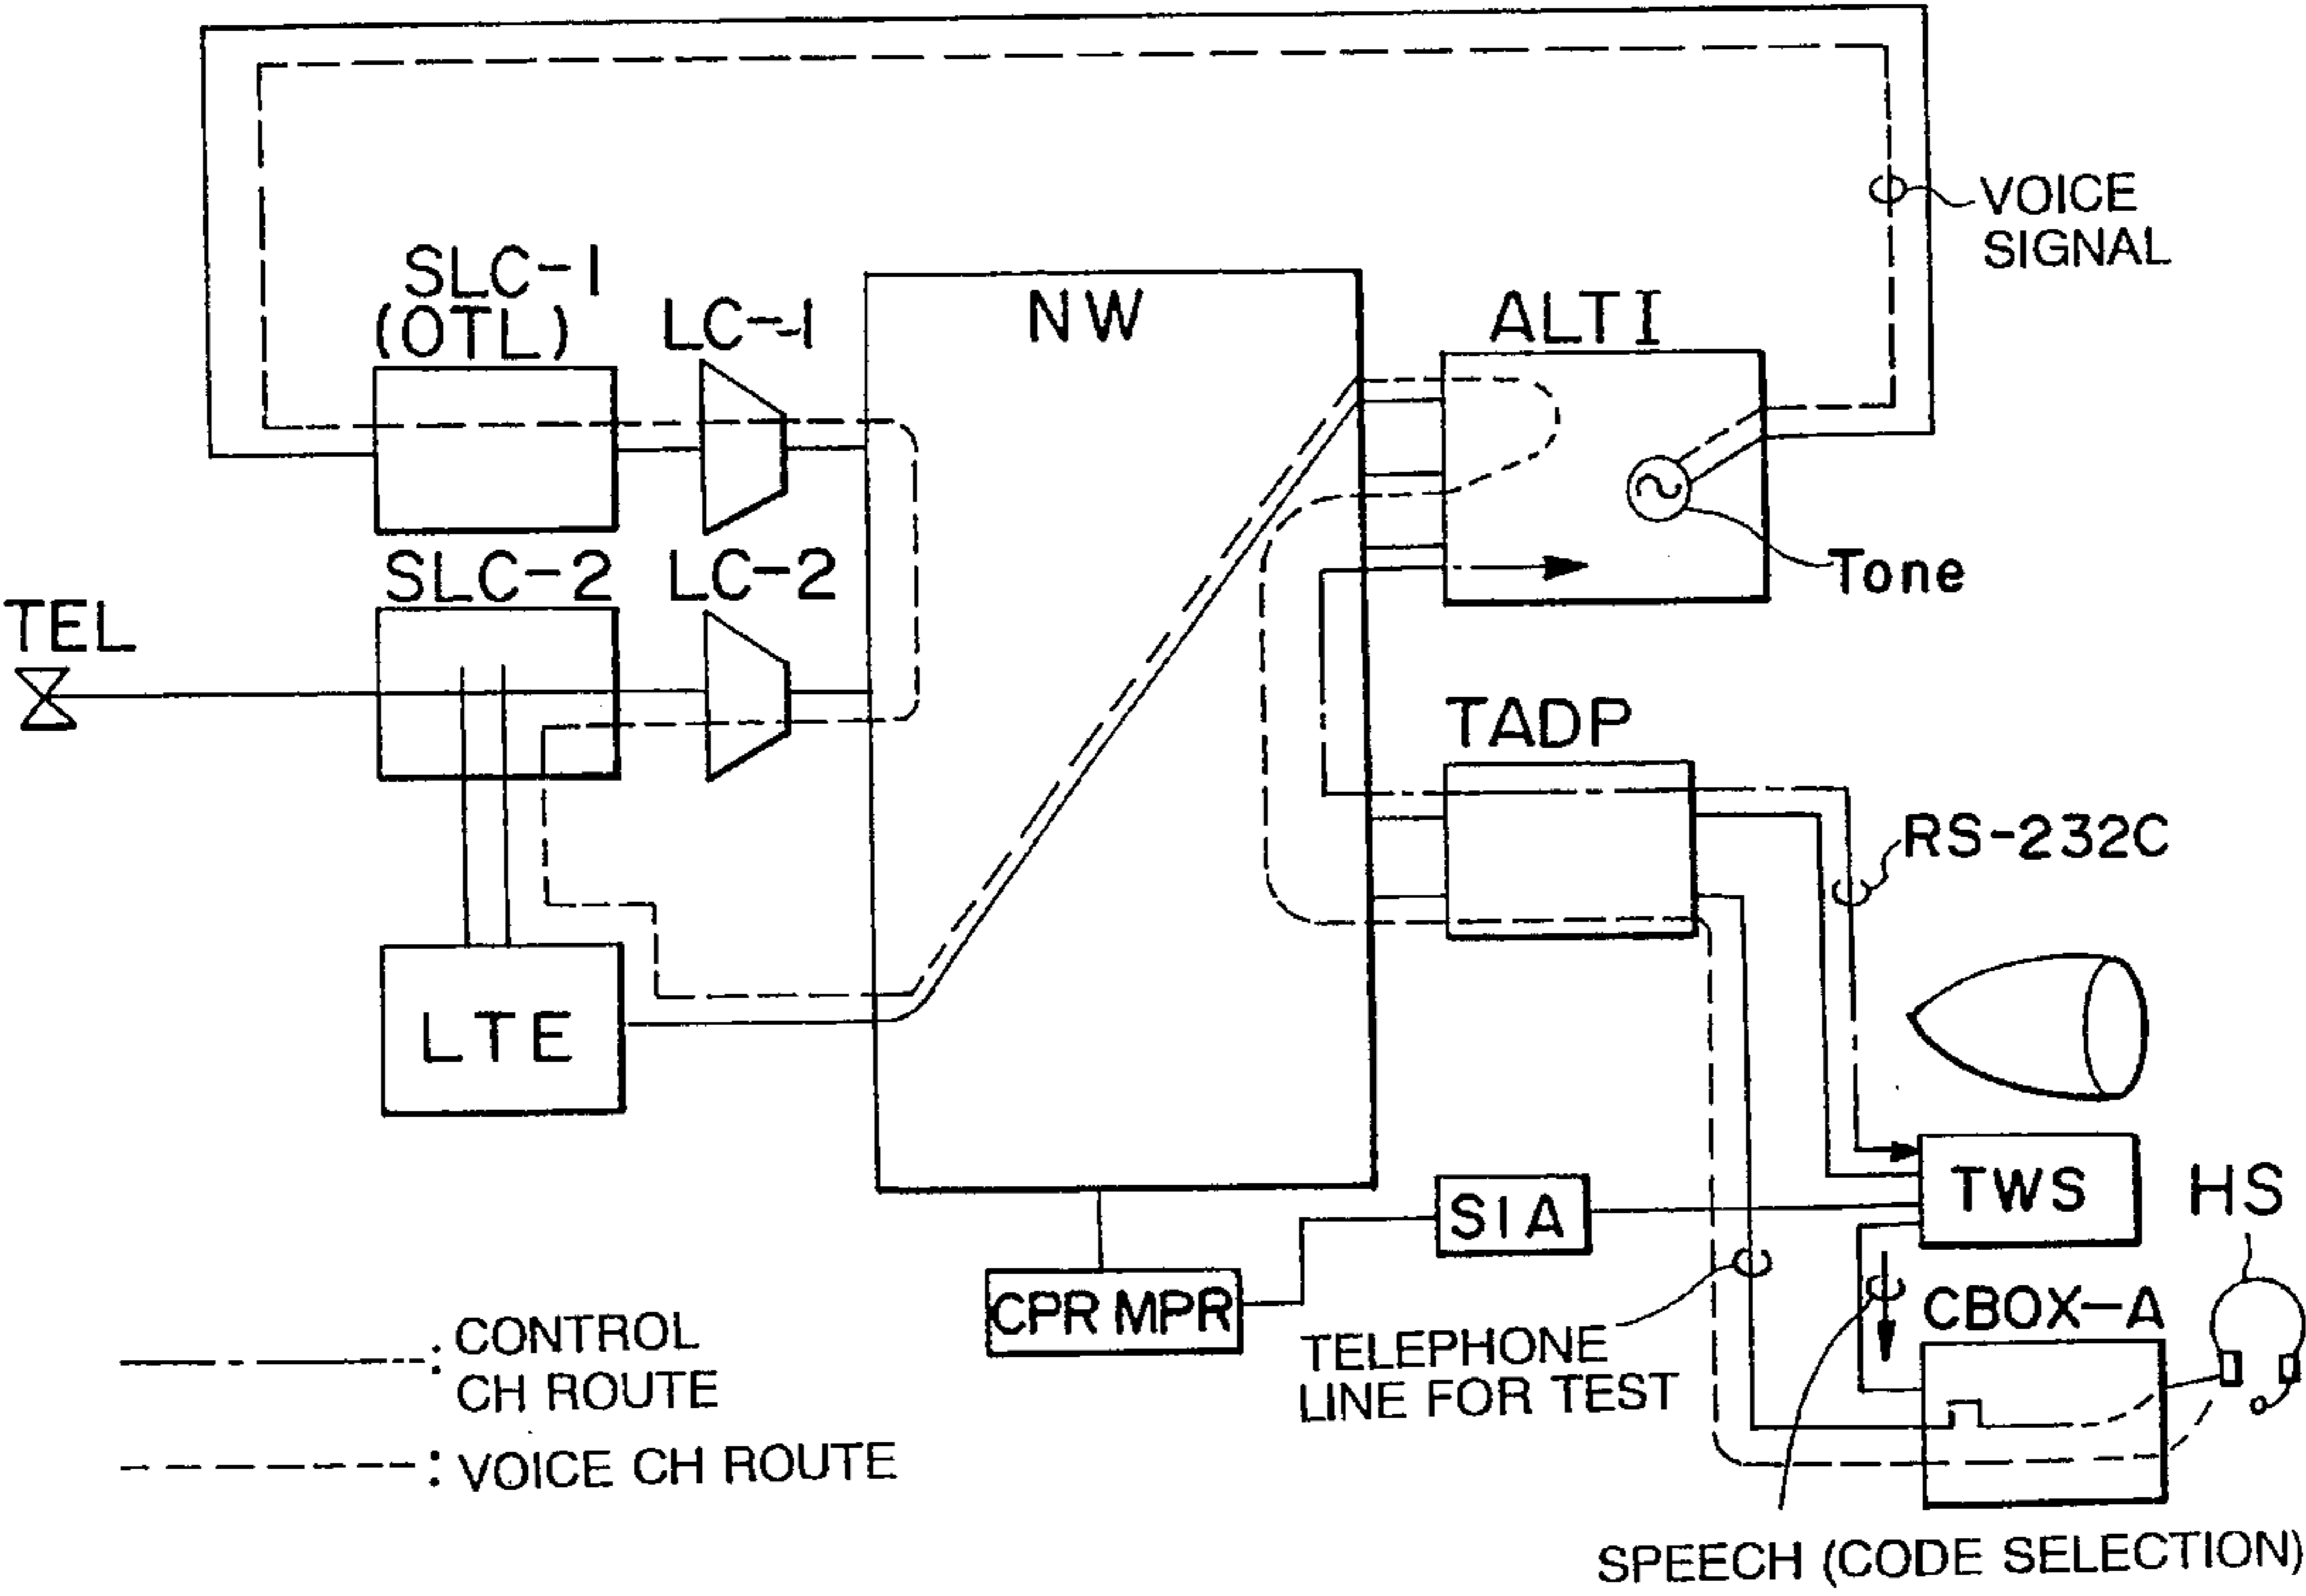 VOICE
SIGNAL
SLC-1
(OTL)
LC-1
NW
ALTI
SLC-2
LC-2
Tone
TEL
TADP
RS-232C
LTE
TWS
HS
SIA
CPR MPR
CBOX-A
CONTROL
CH ROUTE
TELEPHONE
LINE FOR TEST
VOICE CH ROUTE
SPEECH (CODE SELECTION)